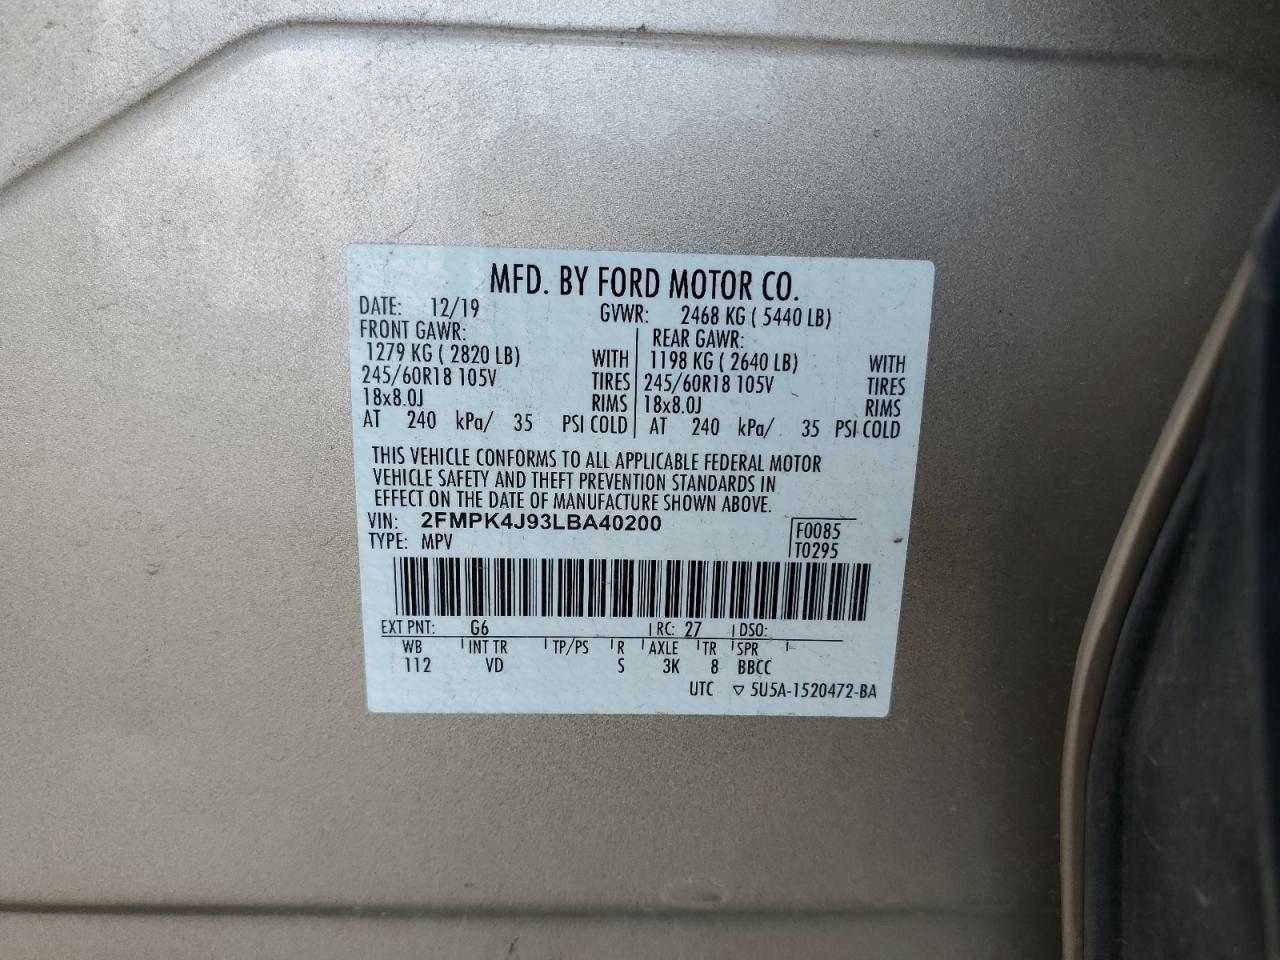 MFD. BY FORD MOTOR CO.
DATE: 12/19 GVWR: 2468 KG ( 5440 LB)
FRONT GAWR: REAR GAWR:
1279 KG ( 2820 LB) WITH 1198 KG ( 2640 LB) WITH
245/60R18 105V TIRES 245/60R18 105V TIRES
18x8.0J RIMS 18x8.0J RIMS
AT 240 kPa/ 35 PSI COLD AT 240 kPa/ 35 PSI COLD
THIS VEHICLE CONFORMS TO ALL APPLICABLE FEDERAL MOTOR
VEHICLE SAFETY AND THEFT PREVENTION STANDARDS IN
EFFECT ON THE DATE OF MANUFACTURE SHOWN ABOVE.
VIN: 2FMPK4J93LBA40200 F0085
TYPE: MPV T0295
EXT PNT: G6 RC: 27 DSO:
WB INT TR TP/PS R AXLE TR SPR
112 VD S 3K 8 BBCC
UTC ▽ 5U5A-1520472-BA